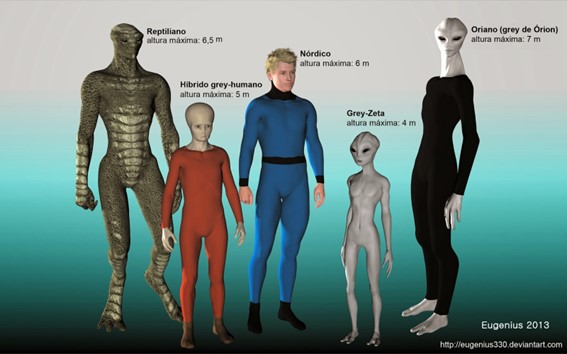 Reptiliano
altura máxima: 6,5 m
Híbrido grey-humano
altura máxima: 5 m
Nórdico
altura máxima: 6 m
Grey-Zeta
altura máxima: 4 m
Oriano (grey de Órion)
altura máxima: 7 m
Eugenius 2013
http://eugenius330.deviantart.com